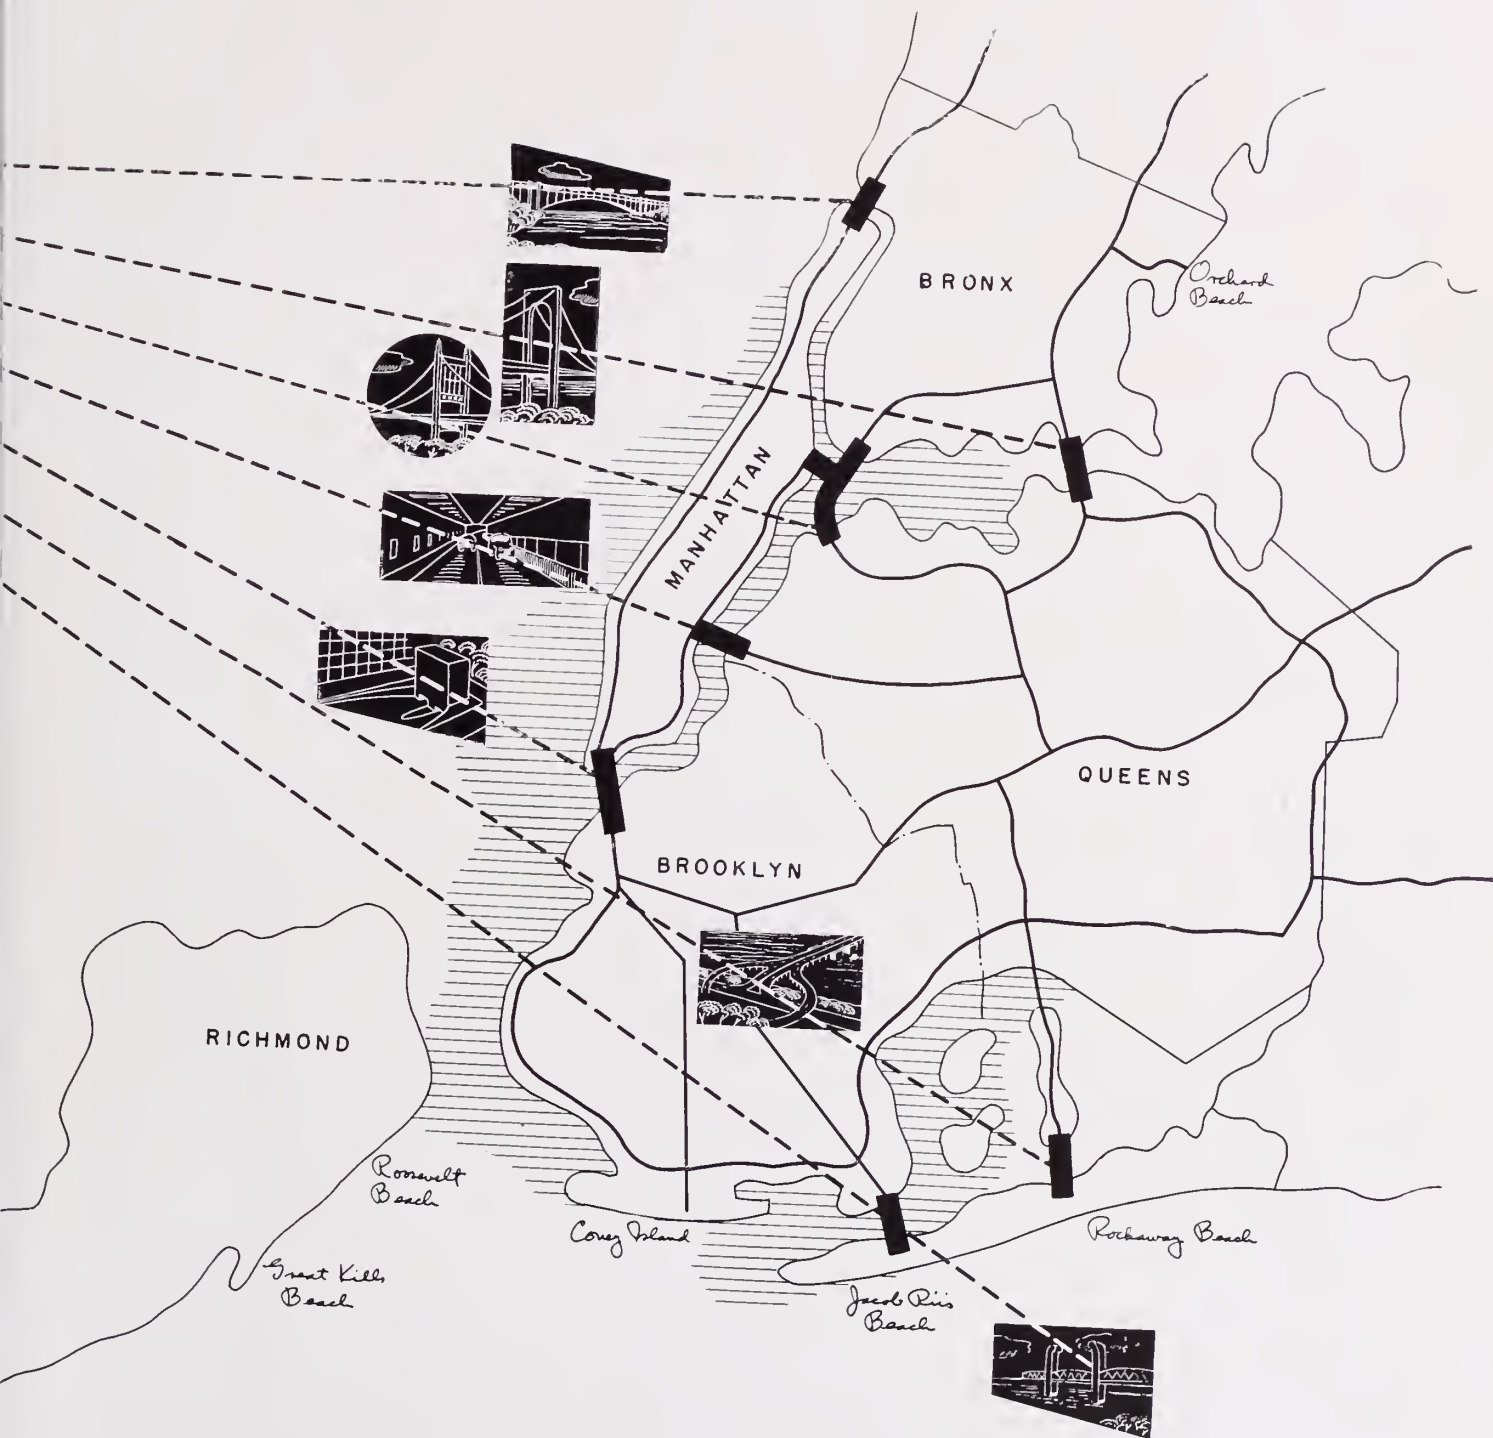 BRONX
Orchard
Beach
MANHATTAN
QUEENS
BROOKLYN
RICHMOND
Roosevelt
Beach
Coney Island
Rockaway Beach
Great Kills
Beach
Jacob Riis
Beach